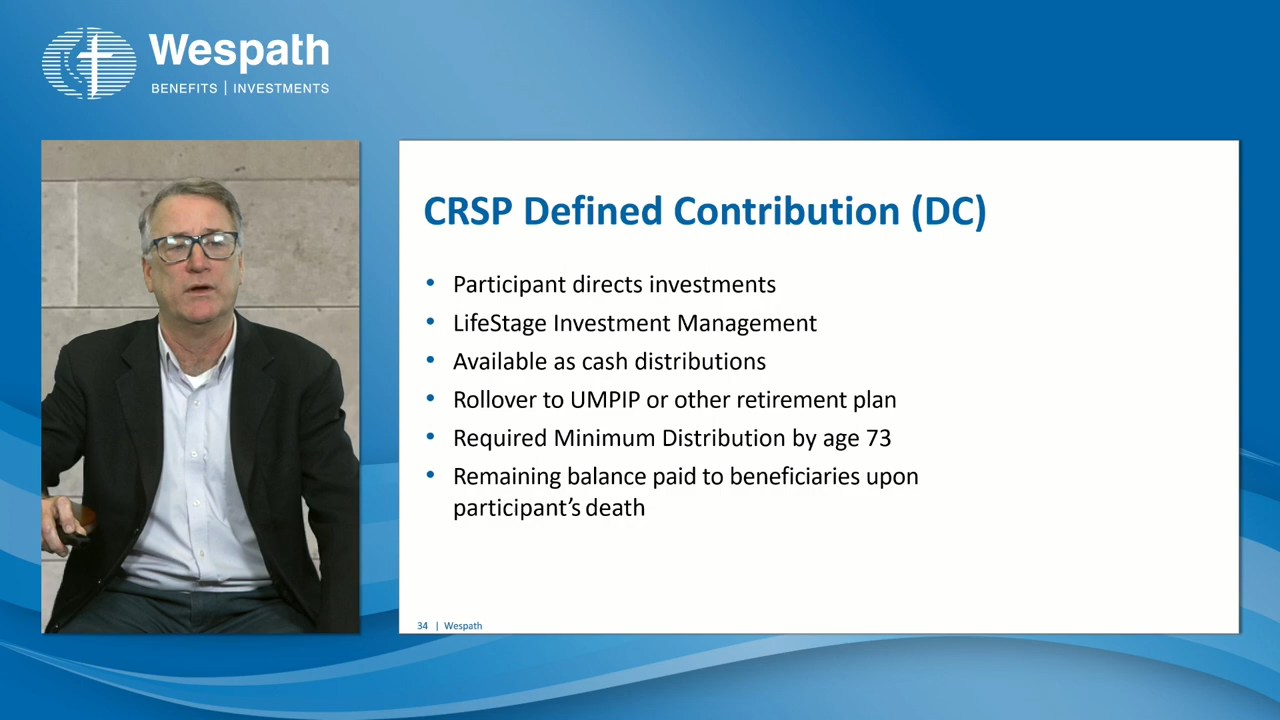 Wespath
BENEFITS | INVESTMENTS
CRSP Defined Contribution (DC)
• Participant directs investments
• LifeStage Investment Management
• Available as cash distributions
• Rollover to UMPIP or other retirement plan
• Required Minimum Distribution by age 73
• Remaining balance paid to beneficiaries upon
participant's death
34 | Wespath